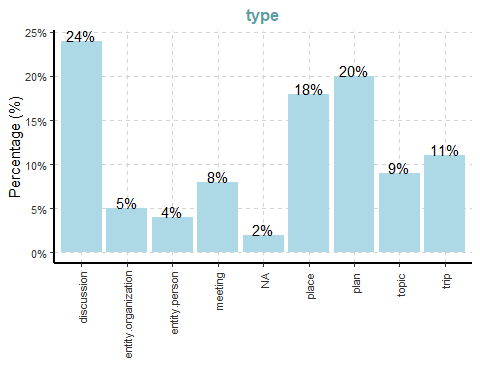 type
Percentage (%)
25%
20%
15%
10%
5%
0%
24%
5%
4%
8%
2%
18%
20%
9%
11%
discussion
entity.organization
entity.person
meeting
NA
place
plan
topic
trip